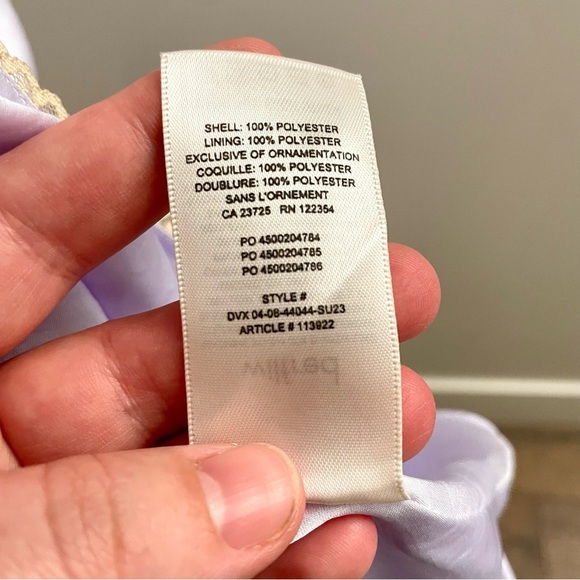 SHELL: 100% POLYESTER
LINING: 100% POLYESTER
EXCLUSIVE OF ORNAMENTATION
COQUILLE: 100% POLYESTER
DOUBLURE: 100% POLYESTER
SANS L'ORNEMENT
CA 23725 RN 122354
PO 4500204784
PO 4500204785
PO 4500204786
STYLE #
DVX 04-08-44044-SU23
ARTICLE # 113922
wilfred